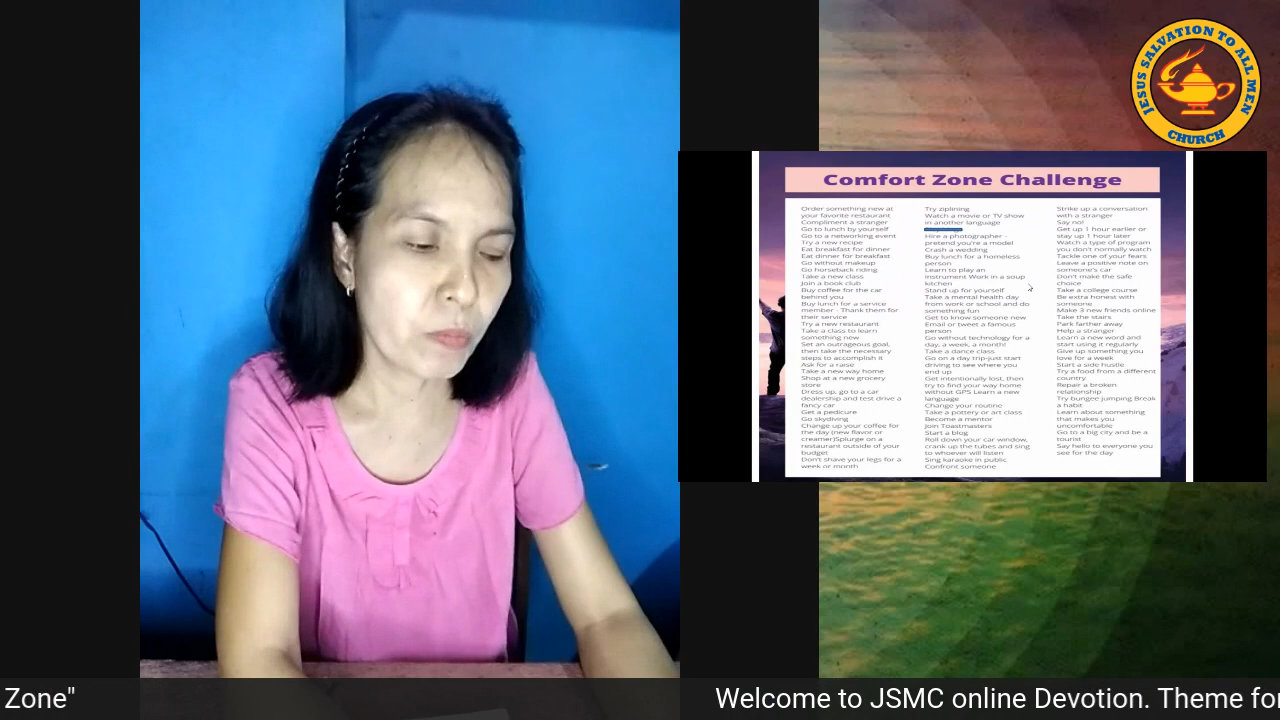 JESUS SALVATION TO ALL MEN
CHURCH
Comfort Zone Challenge
Order something new at
your favorite restaurant
Compliment a stranger
Go to lunch by yourself
Go to a networking event
Try a new recipe
Eat breakfast for dinner
Eat dinner for breakfast
Go without makeup
Go horseback riding
Take a new class
Join a book club
Buy coffee for the car
behind you
Buy lunch for a service
member - Thank them for
their service
Try a new restaurant
Take a class to learn
something new
Set an outrageous goal,
then take the necessary
steps to accomplish it
Ask for a raise
Take a new way home
Shop at a new grocery
store
Dress up, go to a car
dealership and test drive a
fancy car
Get a pedicure
Go skydiving
Change up your coffee for
the day (new flavor or
creamer)Splurge on a
restaurant outside of your
budget
Don't shave your legs for a
week or month
Try ziplining
Watch a movie or TV show
in another language
Hire a photographer -
pretend you're a model
Crash a wedding
Buy lunch for a homeless
person
Learn to play an
instrument Work in a soup
kitchen
Stand up for yourself
Take a mental health day
from work or school and do
something fun
Get to know someone new
Email or tweet a famous
person
Go without technology for a
day, a week, a month!
Take a dance class
Go on a day trip-just start
driving to see where you
end up
Get intentionally lost, then
try to find your way home
without GPS Learn a new
language
Change your routine
Take a pottery or art class
Become a mentor
Join Toastmasters
Start a blog
Roll down your car window,
crank up the tubes and sing
to whoever will listen
Sing karaoke in public
Confront someone
Strike up a conversation
with a stranger
Say no!
Get up 1 hour earlier or
stay up 1 hour later
Watch a type of program
you don't normally watch
Tackle one of your fears
Leave a positive note on
someone's car
Don't make the safe
choice
Take a college course
Be extra honest with
someone
Make 3 new friends online
Take the stairs
Park farther away
Help a stranger
Learn a new word and
start using it regularly
Give up something you
love for a week
Start a side hustle
Try a food from a different
country
Repair a broken
relationship
Try bungee jumping Break
a habit
Learn about something
that makes you
uncomfortable
Go to a big city and be a
tourist
Say hello to everyone you
see for the day
Zone" Welcome to JSMC online Devotion. Theme for